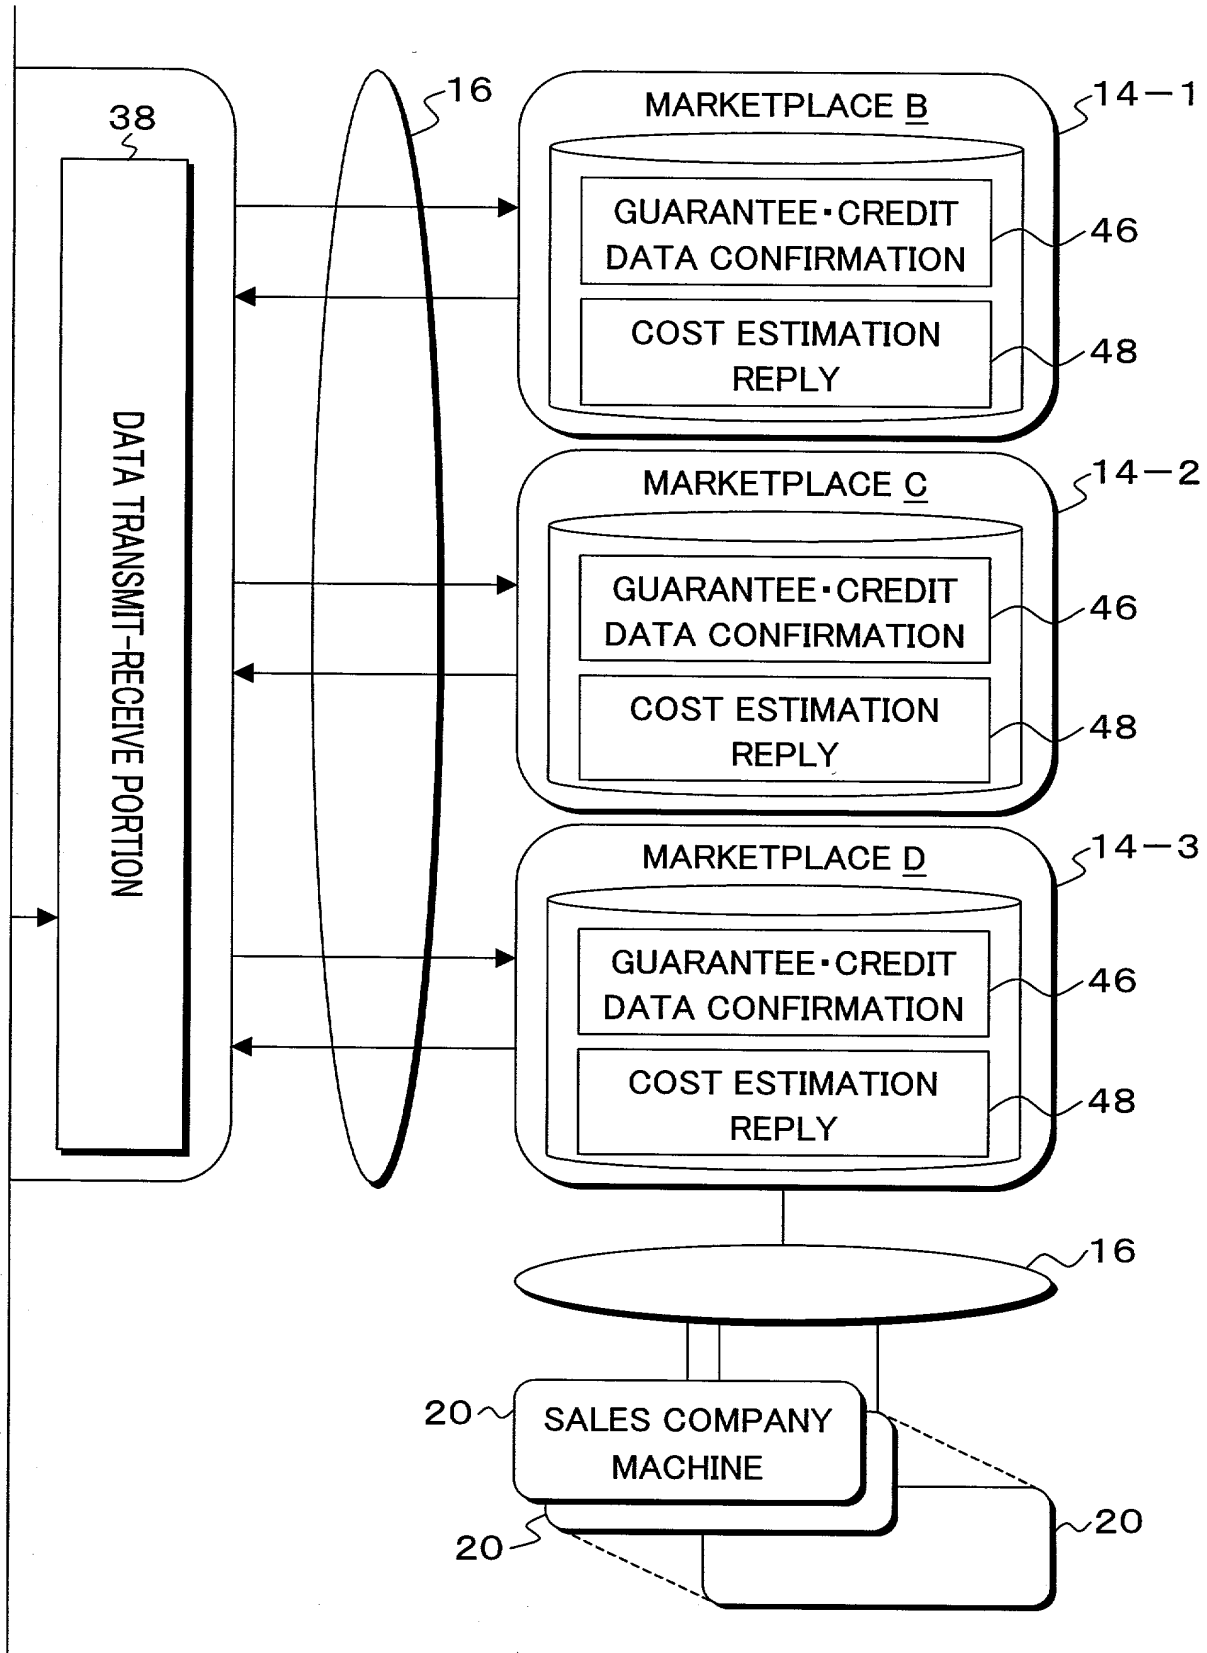 38
DATA TRANSMIT-RECEIVE PORTION
16
MARKETPLACE B
14-1
GUARANTEE・CREDIT
DATA CONFIRMATION
46
COST ESTIMATION
REPLY
48
MARKETPLACE C
14-2
GUARANTEE・CREDIT
DATA CONFIRMATION
46
COST ESTIMATION
REPLY
48
MARKETPLACE D
14-3
GUARANTEE・CREDIT
DATA CONFIRMATION
46
COST ESTIMATION
REPLY
48
16
20
SALES COMPANY
MACHINE
20
20